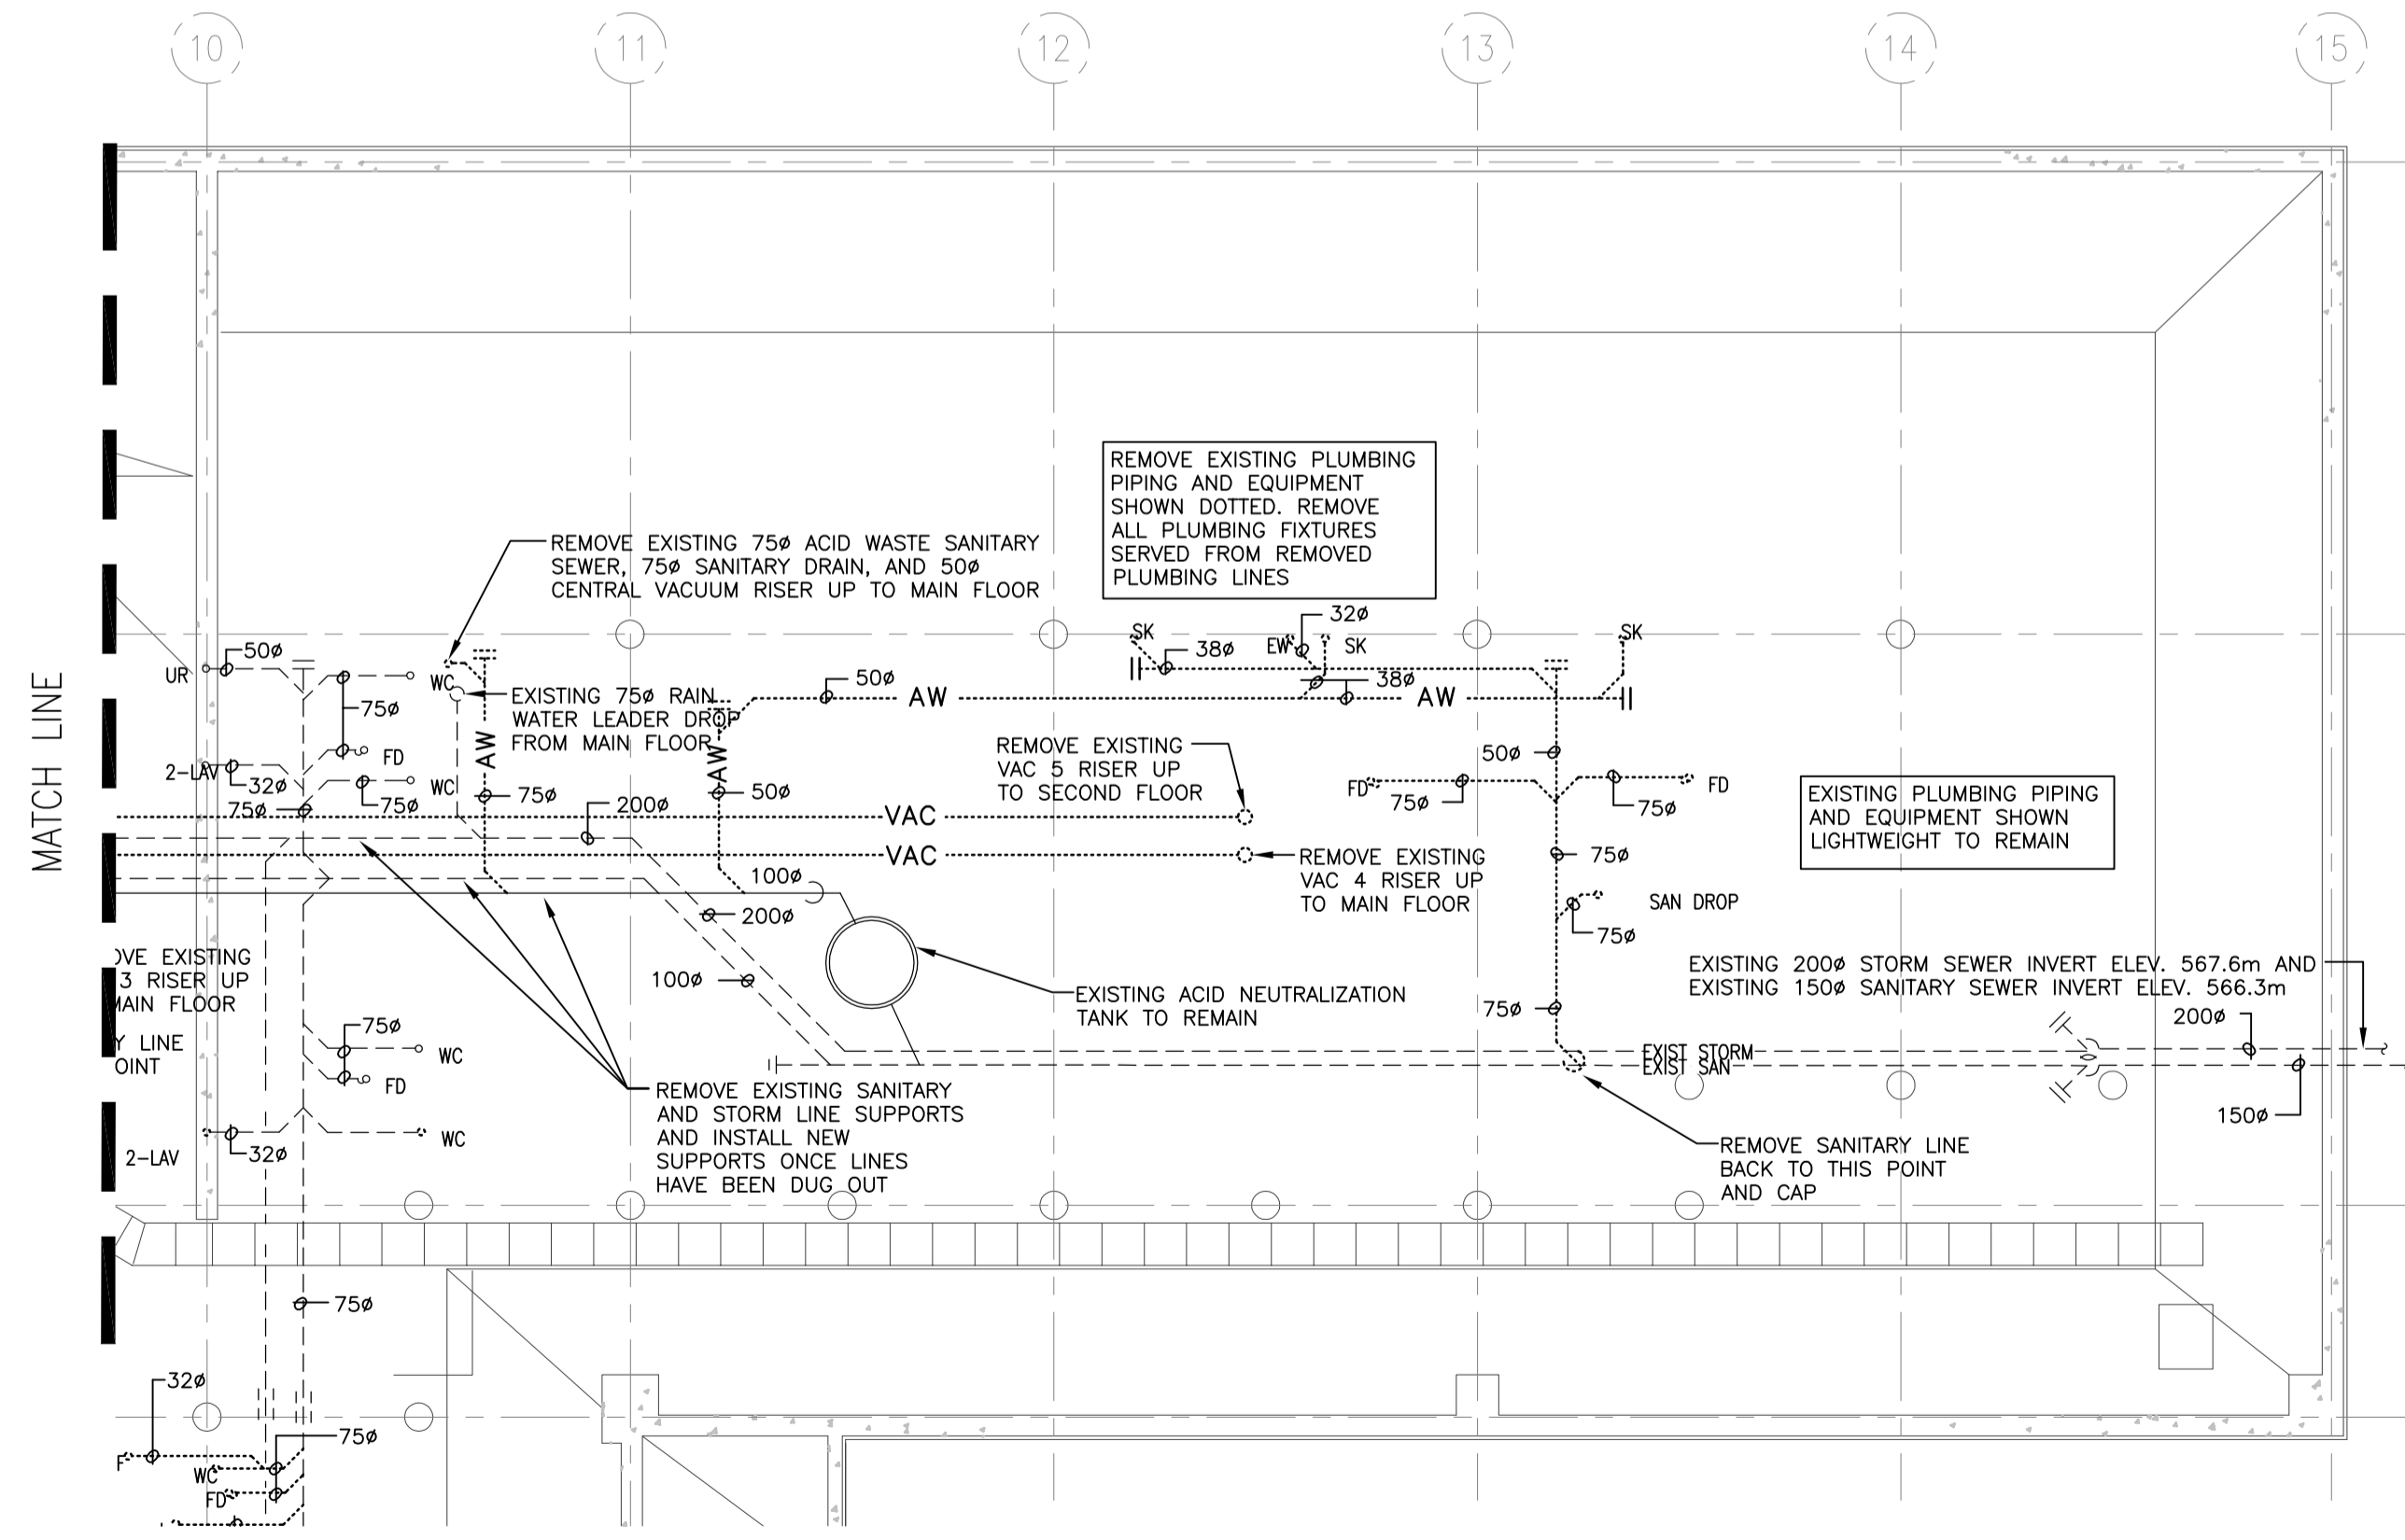 10
11
12
13
14
15
MATCH LINE
REMOVE EXISTING PLUMBING
PIPING AND EQUIPMENT
SHOWN DOTTED. REMOVE
ALL PLUMBING FIXTURES
SERVED FROM REMOVED
PLUMBING LINES
REMOVE EXISTING 75ø ACID WASTE SANITARY
SEWER, 75ø SANITARY DRAIN, AND 50ø
CENTRAL VACUUM RISER UP TO MAIN FLOOR
32ø
SK
38ø
EW
SK
SK
50ø
UR
WC
75ø
EXISTING 75ø RAIN
WATER LEADER DROP
FROM MAIN FLOOR
50ø
AW
38ø
AW
FD
2-LAV
32ø
WC
75ø
75ø
AW
75ø
AW
50ø
200ø
REMOVE EXISTING
VAC 5 RISER UP
TO SECOND FLOOR
50ø
FD
75ø
FD
75ø
EXISTING PLUMBING PIPING
AND EQUIPMENT SHOWN
LIGHTWEIGHT TO REMAIN
VAC
VAC
REMOVE EXISTING
VAC 4 RISER UP
TO MAIN FLOOR
75ø
100ø
200ø
SAN DROP
75ø
100ø
OVE EXISTING
3 RISER UP
MAIN FLOOR
Y LINE
OINT
EXISTING ACID NEUTRALIZATION
TANK TO REMAIN
EXISTING 200ø STORM SEWER INVERT ELEV. 567.6m AND
EXISTING 150ø SANITARY SEWER INVERT ELEV. 566.3m
75ø
200ø
75ø
WC
FD
EXIST STORM
EXIST SAN
150ø
REMOVE EXISTING SANITARY
AND STORM LINE SUPPORTS
AND INSTALL NEW
SUPPORTS ONCE LINES
HAVE BEEN DUG OUT
REMOVE SANITARY LINE
BACK TO THIS POINT
AND CAP
WC
2-LAV
32ø
75ø
32ø
75ø
F
WC
FD